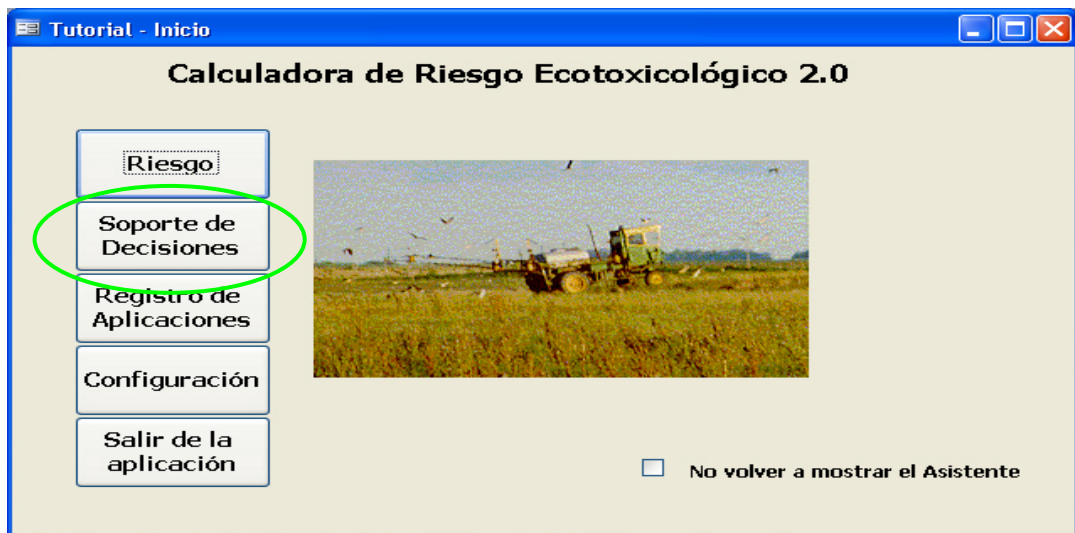 Tutorial - Inicio
Calculadora de Riesgo Ecotoxicológico 2.0
Riesgo
Soporte de
Decisiones
Registro de
Aplicaciones
Configuración
Salir de la
aplicación
No volver a mostrar el Asistente